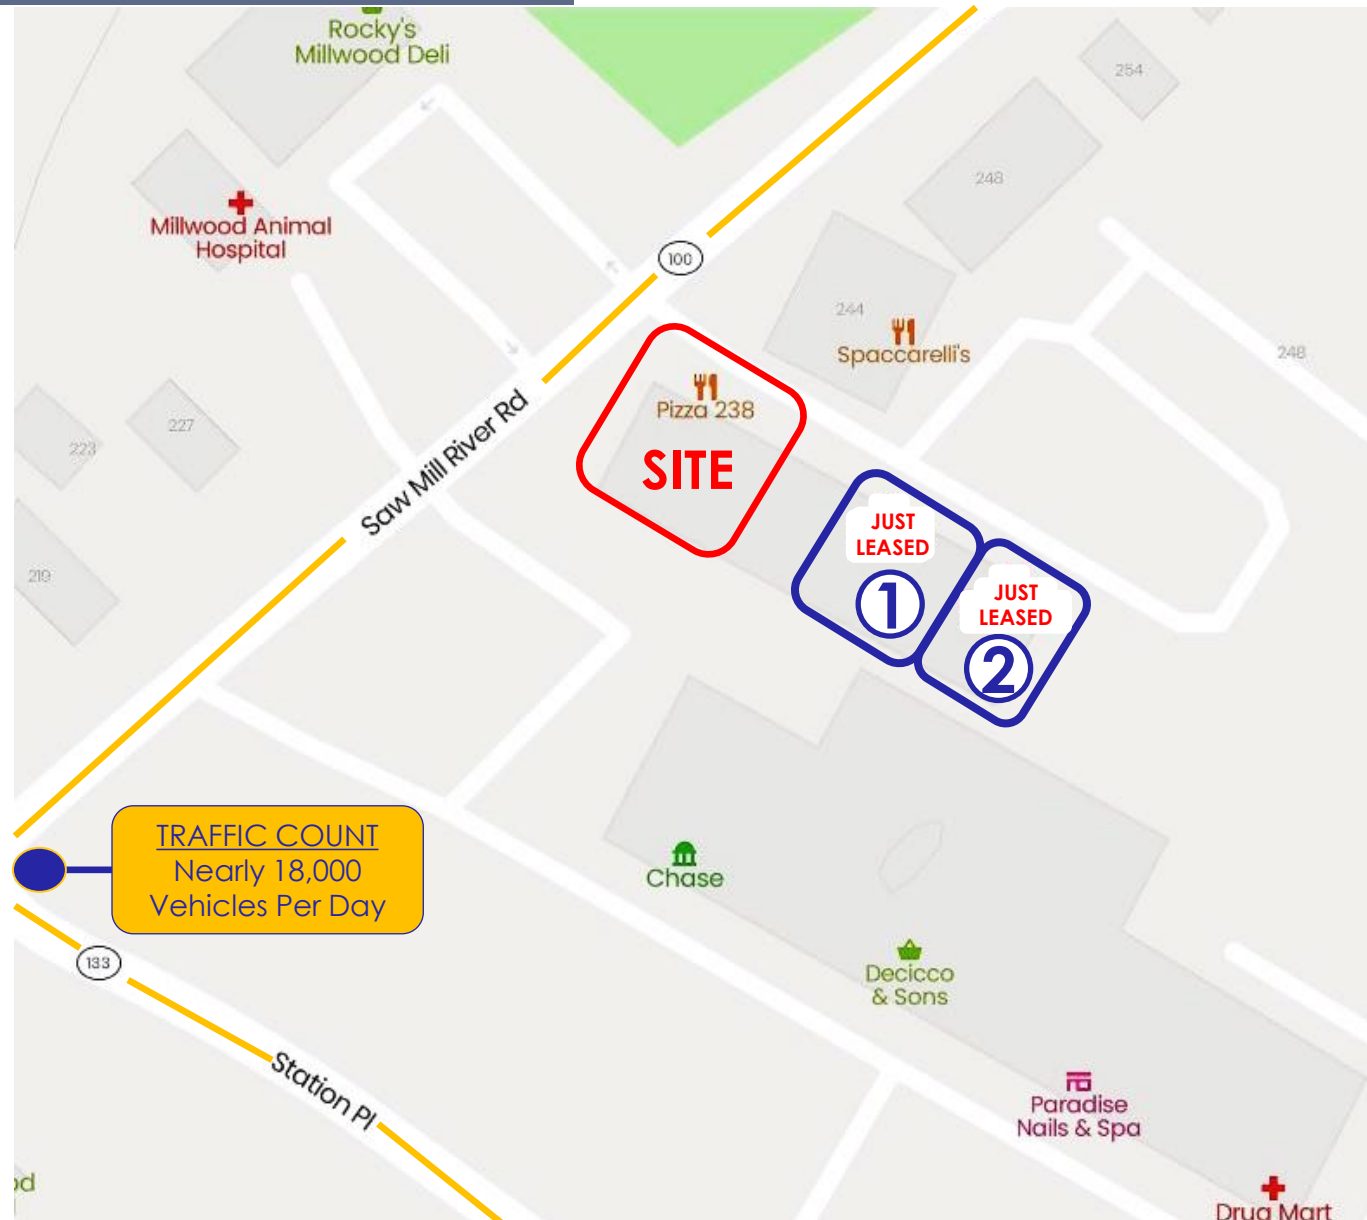 Rocky's
Millwood Deli
254
248
Millwood Animal
Hospital
100
244
Spaccarelli's
248
Pizza 238
SITE
227
223
Saw Mill River Rd
JUST
LEASED
1
JUST
LEASED
2
219
TRAFFIC COUNT
Nearly 18,000
Vehicles Per Day
Chase
133
Decicco
& Sons
Station Pl
Paradise
Nails & Spa
od
Drug Mart